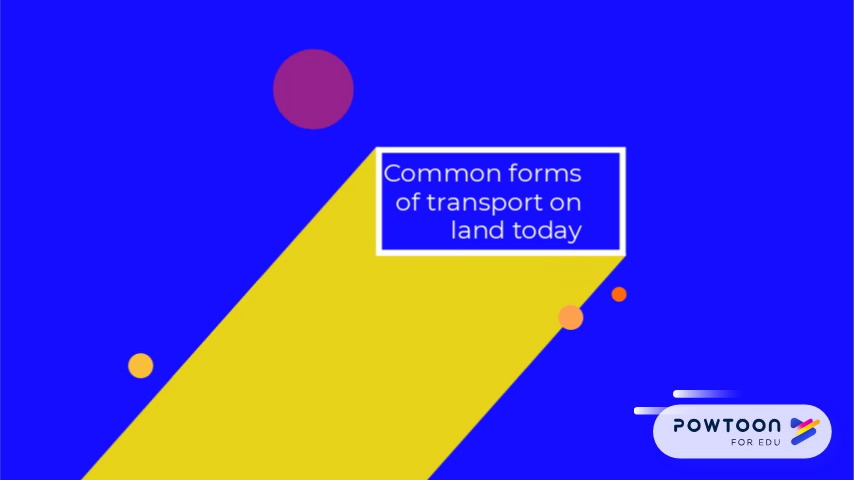 Common forms
of transport on
land today
POWTOON
FOR EDU